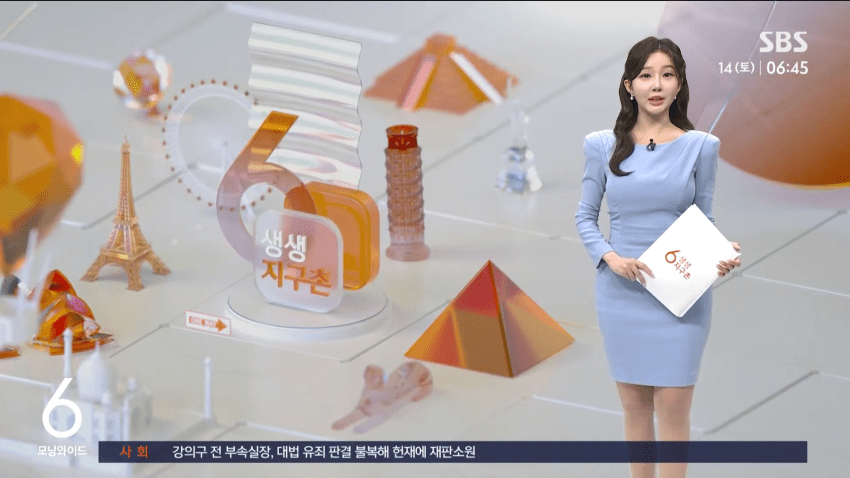 SBS
14(토) | 06:45
6
생생
지구촌
6
생생
지구촌
6
모닝와이드
사회 강의구 전 부속실장, 대법 유죄 판결 불복해 헌재에 재판소원